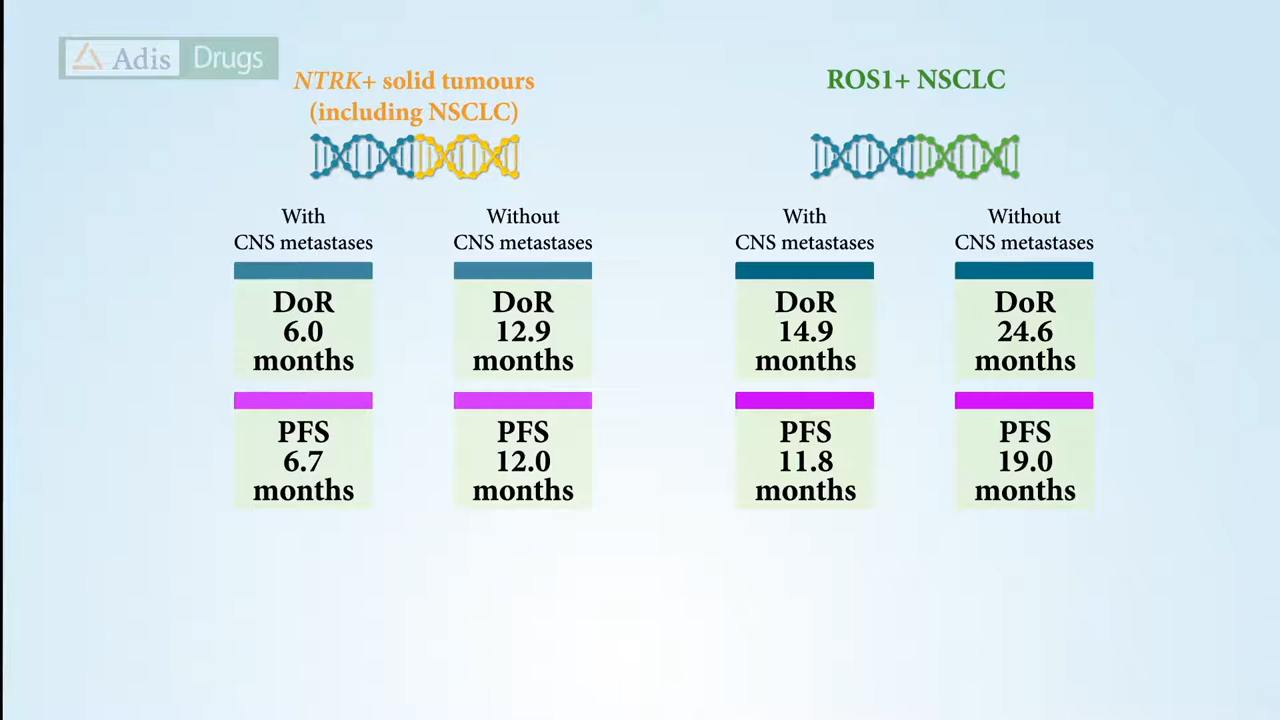 Adis Drugs
NTRK+ solid tumours
(including NSCLC)
ROS1+ NSCLC
With
CNS metastases
Without
CNS metastases
With
CNS metastases
Without
CNS metastases
DoR
6.0
months
DoR
12.9
months
DoR
14.9
months
DoR
24.6
months
PFS
6.7
months
PFS
12.0
months
PFS
11.8
months
PFS
19.0
months